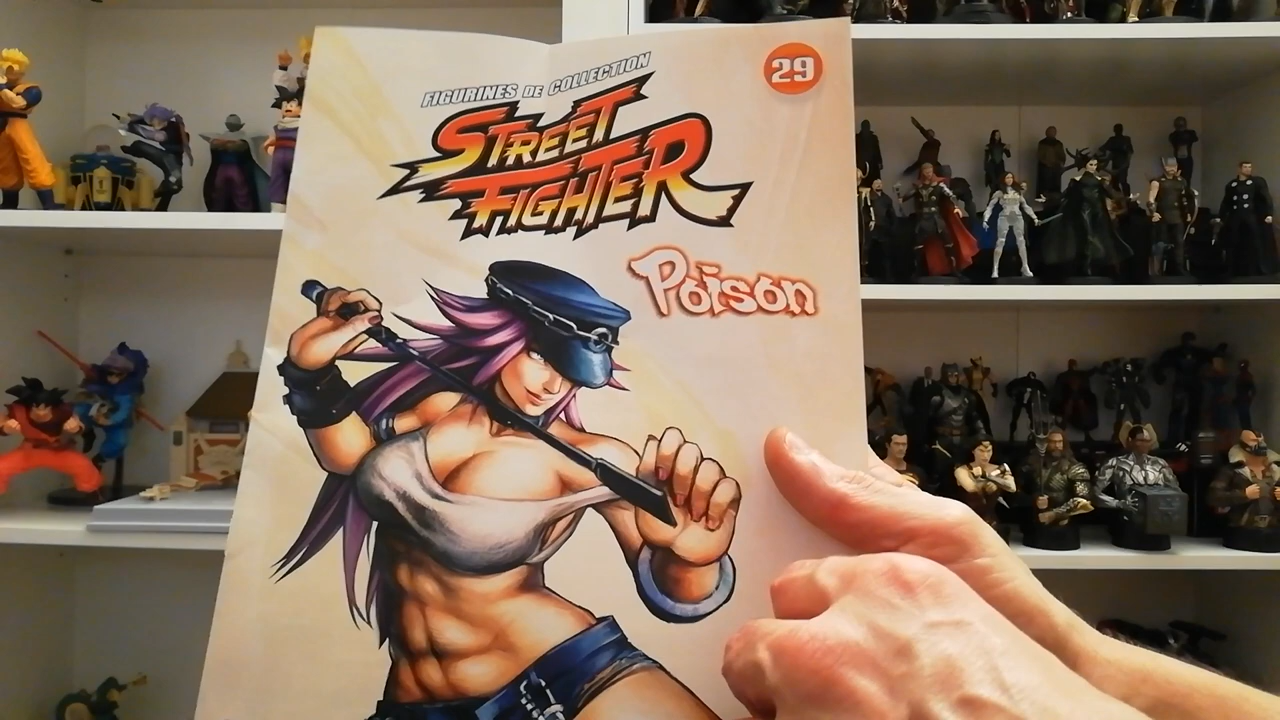 FIGURINES DE COLLECTION
29
STREET
FIGHTER
Poison